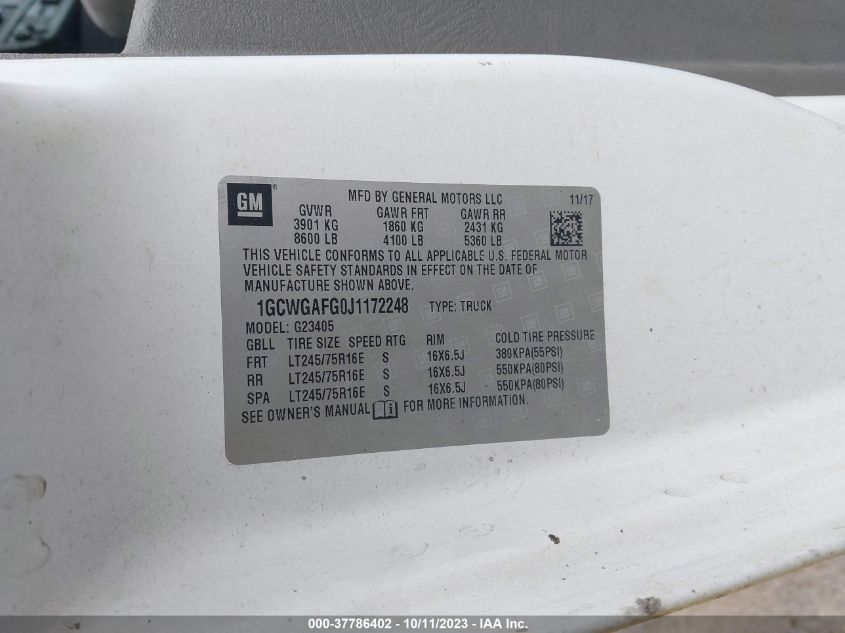 GM ® MFD BY GENERAL MOTORS LLC 11/17
GVWR GAWR FRT GAWR RR
3901 KG 1860 KG 2431 KG
8600 LB 4100 LB 5360 LB
THIS VEHICLE CONFORMS TO ALL APPLICABLE U.S. FEDERAL MOTOR
VEHICLE SAFETY STANDARDS IN EFFECT ON THE DATE OF
MANUFACTURE SHOWN ABOVE.
1GCWGAFG0J1172248 TYPE: TRUCK
MODEL: G23405
GBLL TIRE SIZE SPEED RTG RIM COLD TIRE PRESSURE
FRT LT245/75R16E S 16X6.5J 380KPA(55PSI)
RR LT245/75R16E S 16X6.5J 550KPA(80PSI)
SPA LT245/75R16E S 16X6.5J 550KPA(80PSI)
SEE OWNER'S MANUAL FOR MORE INFORMATION.
000-37786402 - 10/11/2023 - IAA Inc.